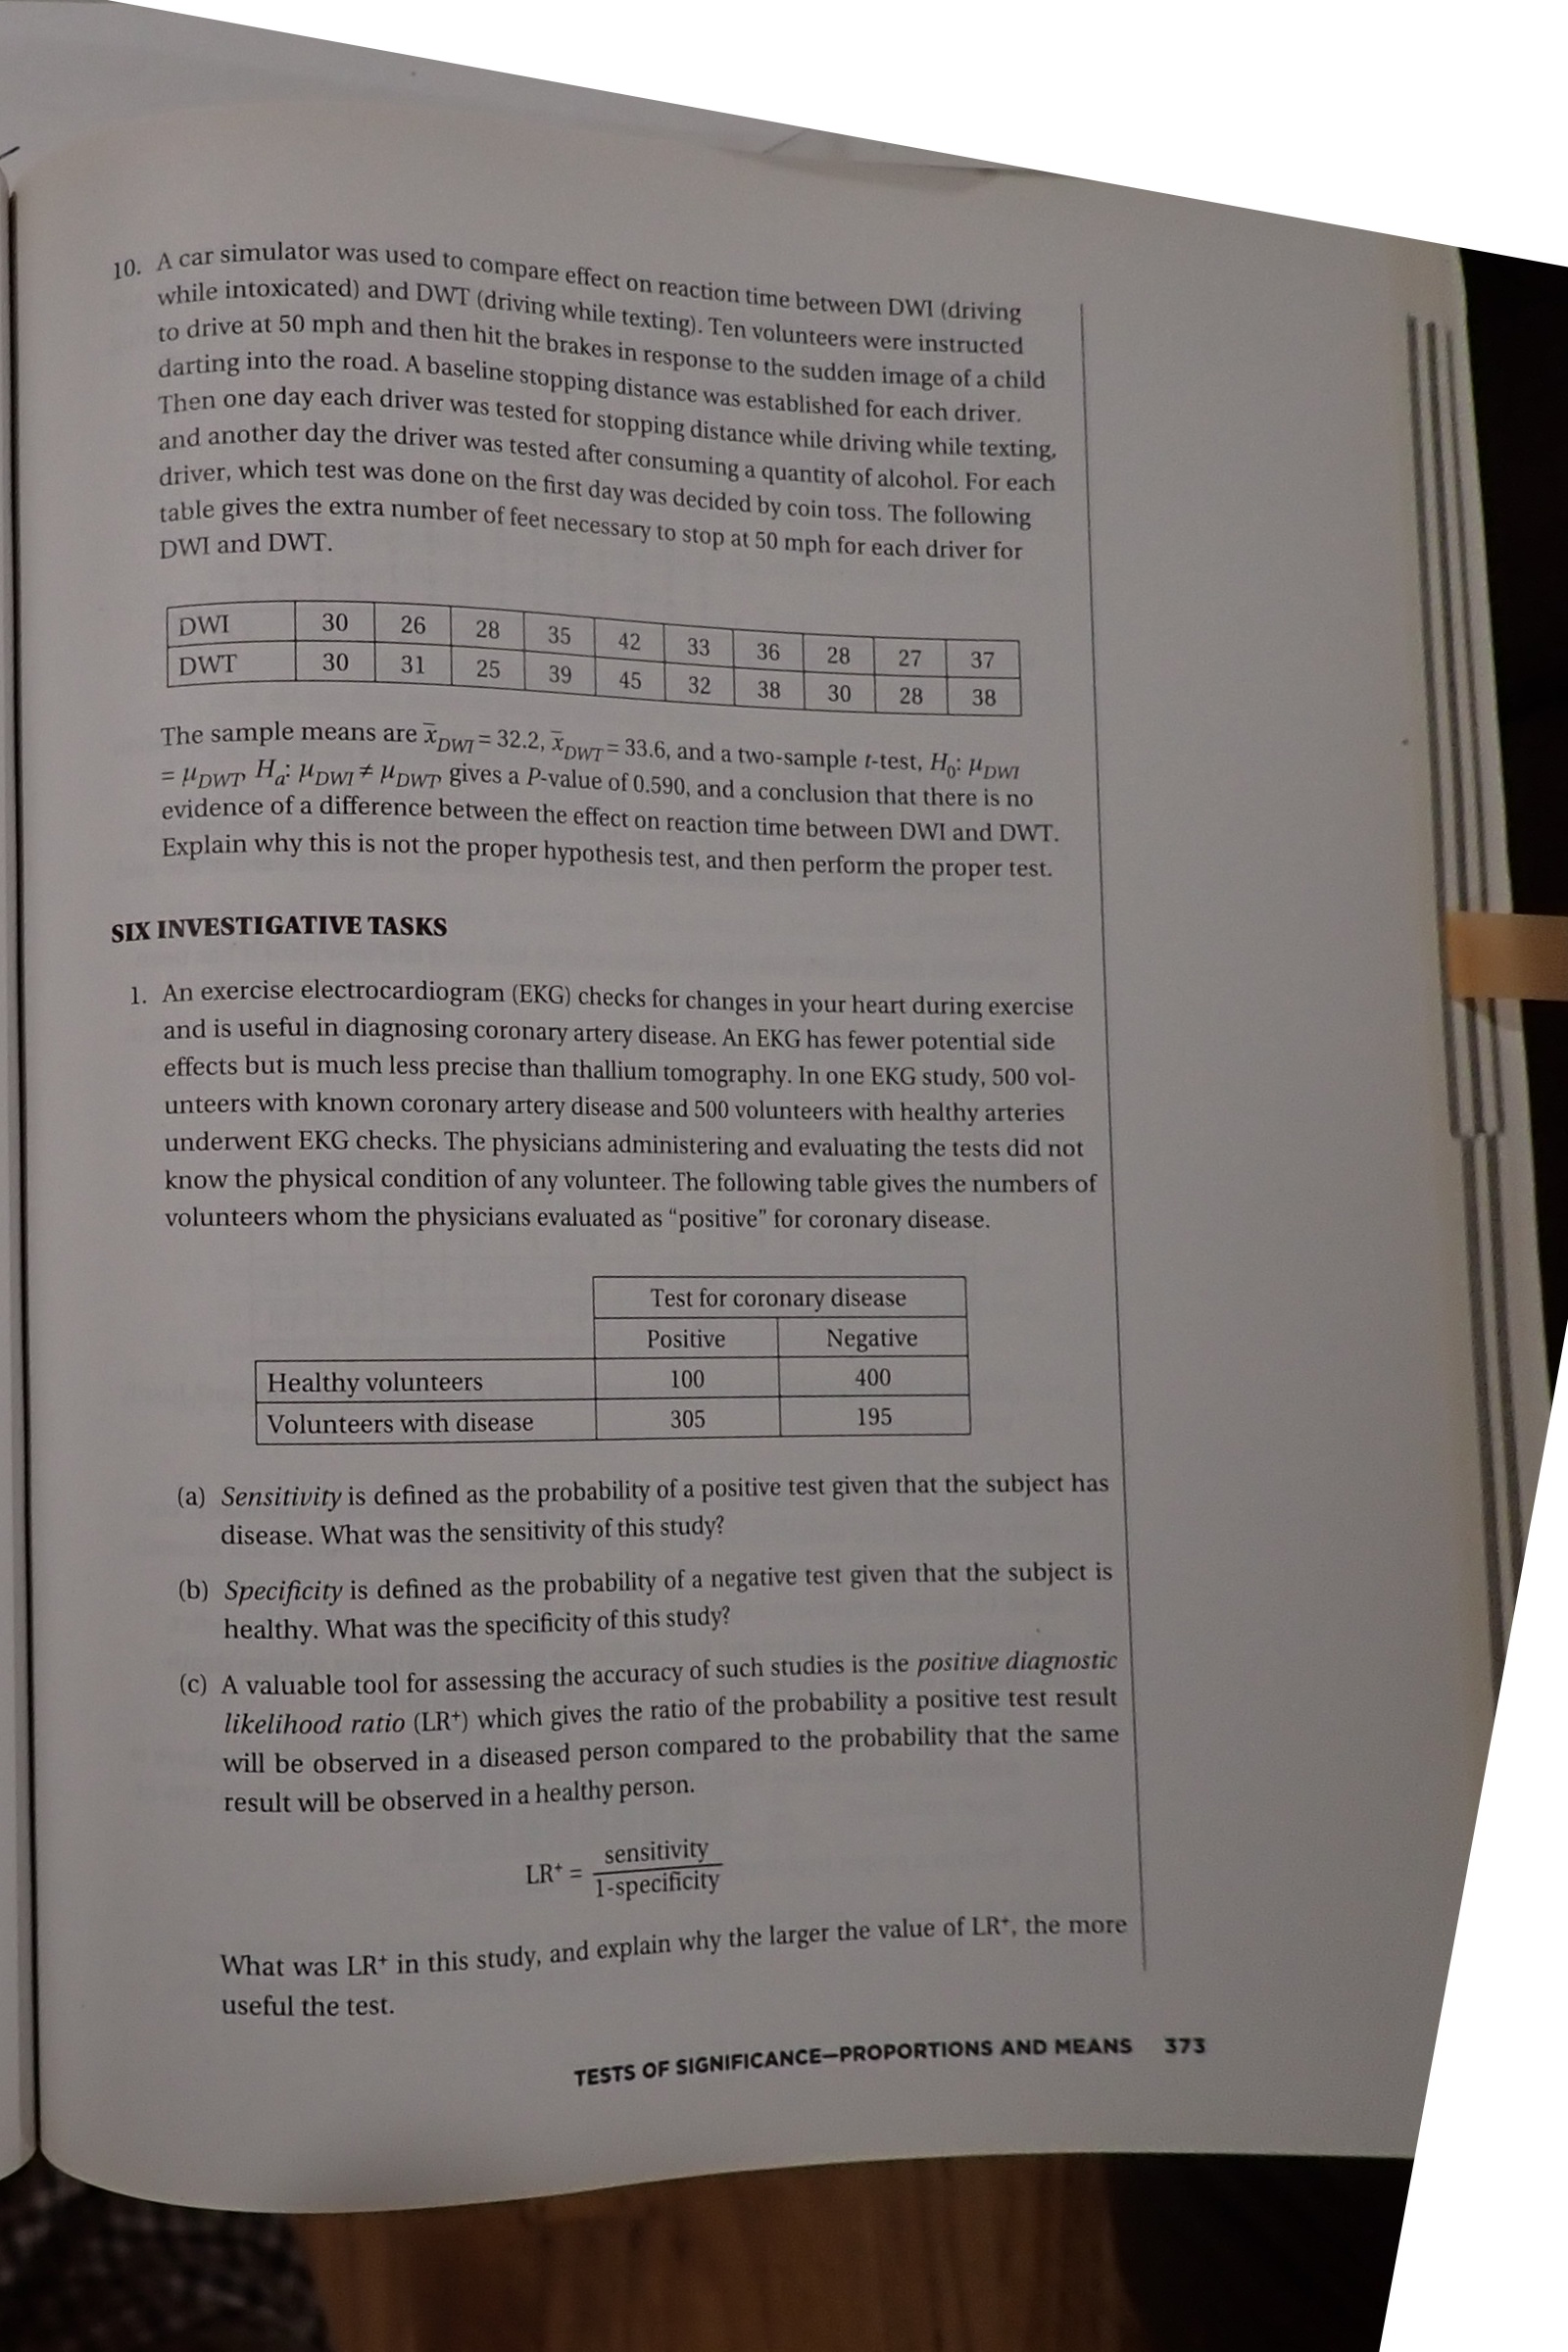 10. A car simulator was used to compare effect on reaction time between DWI (driving
while intoxicated) and DWT (driving while texting). Ten volunteers were instructed
to drive at 50 mph and then hit the brakes in response to the sudden image of a child
darting into the road. A baseline stopping distance was established for each driver.
Then one day each driver was tested for stopping distance while driving while texting,
and another day the driver was tested after consuming a quantity of alcohol. For each
driver, which test was done on the first day was decided by coin toss. The following
table gives the extra number of feet necessary to stop at 50 mph for each driver for
DWI and DWT.
DWI 30 26 28 35 42 33 36 28 27 37
DWT 30 31 25 39 45 32 38 30 28 38
The sample means are x̄DWI = 32.2, x̄DWT = 33.6, and a two-sample t-test, H₀: μDWI
= μDWT, Hₐ: μDWI ≠ μDWT, gives a P-value of 0.590, and a conclusion that there is no
evidence of a difference between the effect on reaction time between DWI and DWT.
Explain why this is not the proper hypothesis test, and then perform the proper test.
SIX INVESTIGATIVE TASKS
1. An exercise electrocardiogram (EKG) checks for changes in your heart during exercise
and is useful in diagnosing coronary artery disease. An EKG has fewer potential side
effects but is much less precise than thallium tomography. In one EKG study, 500 vol-
unteers with known coronary artery disease and 500 volunteers with healthy arteries
underwent EKG checks. The physicians administering and evaluating the tests did not
know the physical condition of any volunteer. The following table gives the numbers of
volunteers whom the physicians evaluated as “positive” for coronary disease.
Test for coronary disease
Positive Negative
Healthy volunteers 100 400
Volunteers with disease 305 195
(a) Sensitivity is defined as the probability of a positive test given that the subject has
disease. What was the sensitivity of this study?
(b) Specificity is defined as the probability of a negative test given that the subject is
healthy. What was the specificity of this study?
(c) A valuable tool for assessing the accuracy of such studies is the positive diagnostic
likelihood ratio (LR⁺) which gives the ratio of the probability a positive test result
will be observed in a diseased person compared to the probability that the same
result will be observed in a healthy person.
LR⁺ = sensitivity
1-specificity
What was LR⁺ in this study, and explain why the larger the value of LR⁺, the more
useful the test.
TESTS OF SIGNIFICANCE—PROPORTIONS AND MEANS 373